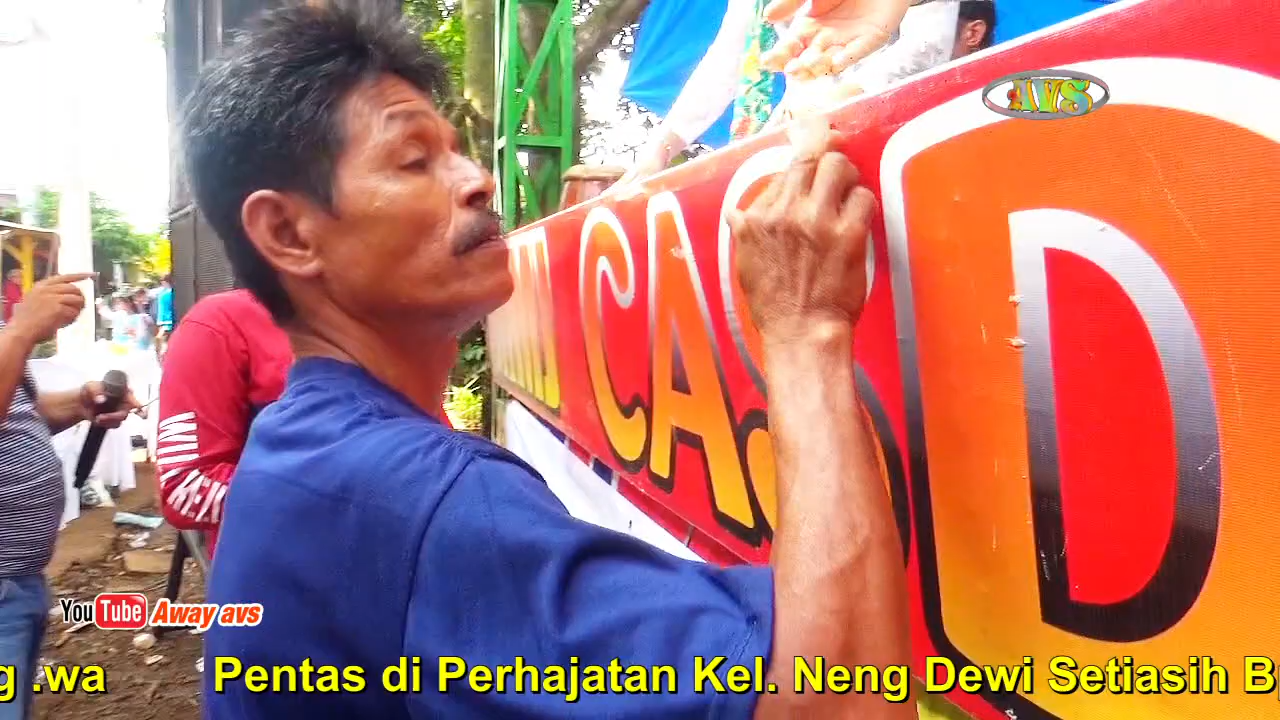 AVS
CAS D
YouTube Away avs
g .wa Pentas di Perhajatan Kel. Neng Dewi Setiasih B